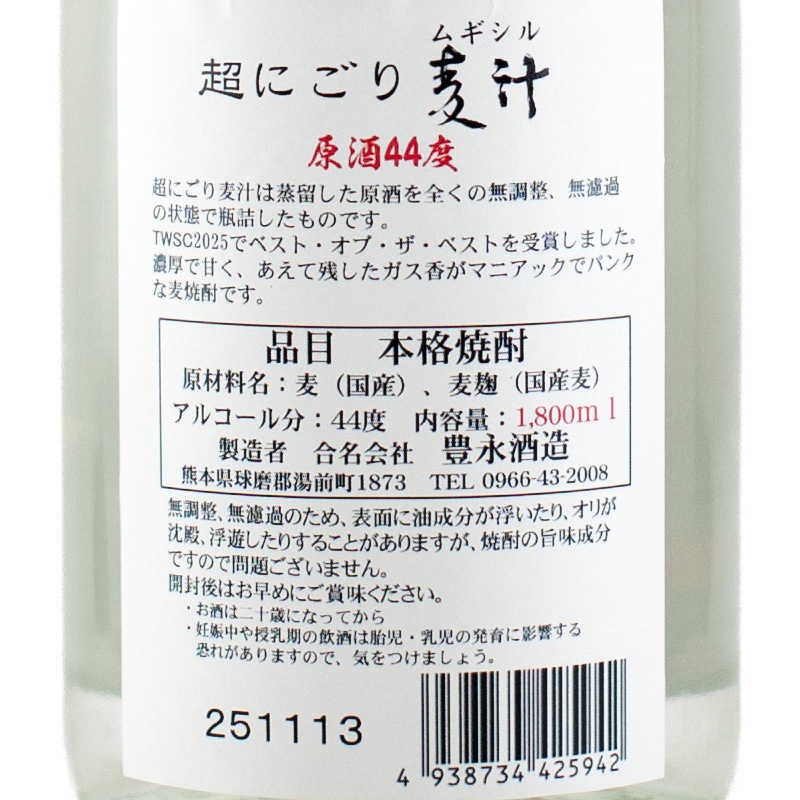 ムギシル
超にごり 麦汁
原酒44度
超にごり麦汁は蒸留した原酒を全くの無調整、無濾過
の状態で瓶詰したものです。
TWSC2025でベスト・オブ・ザ・ベストを受賞しました。
濃厚で甘く、あえて残したガス香がマニアックでパンク
な麦焼酎です。
品目 本格焼酎
原材料名：麦（国産）、麦麹（国産麦）
アルコール分：44度 内容量：1,800ml
製造者 合名会社 豊永酒造
熊本県球磨郡湯前町1873 TEL 0966-43-2008
無調整、無濾過のため、表面に油成分が浮いたり、オリが
沈殿、浮遊したりすることがありますが、焼酎の旨味成分
ですので問題ございません。
開封後はお早めにご賞味ください。
・お酒は二十歳になってから
・妊娠中や授乳期の飲酒は胎児・乳児の発育に影響する
恐れがありますので、気をつけましょう。
251113
4 938734 425942